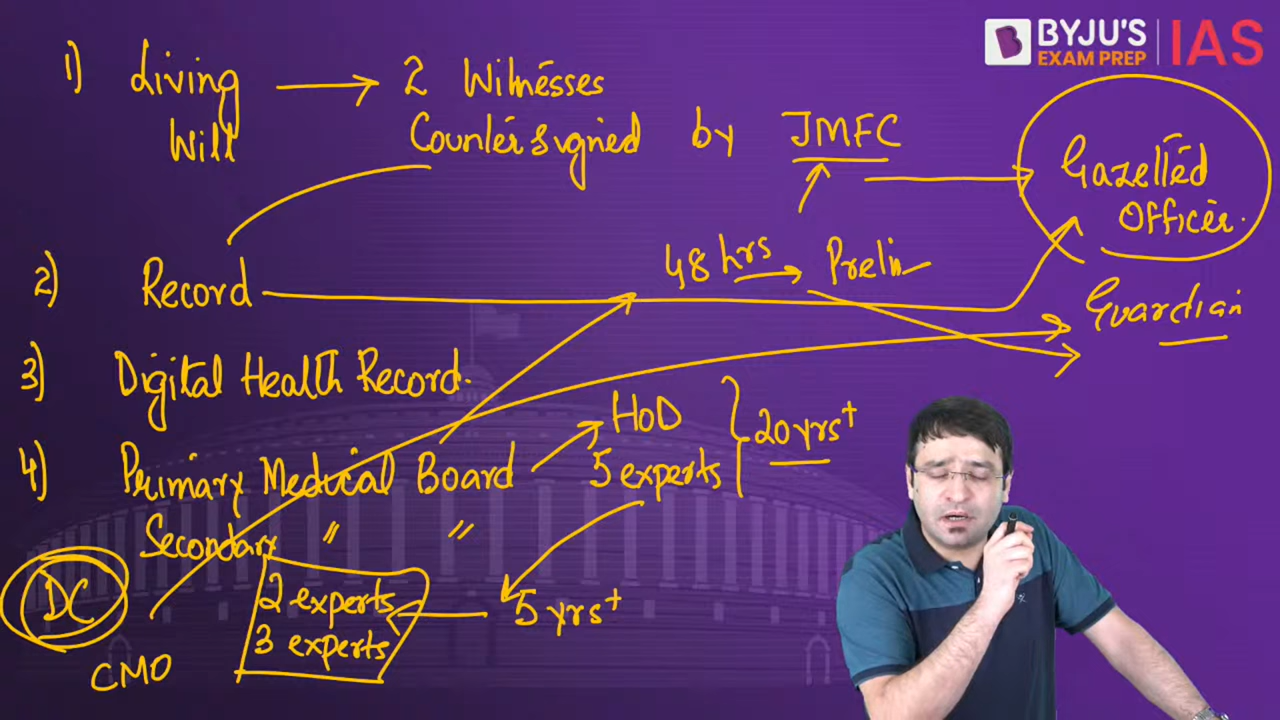 BYJU'S
EXAM PREP
IAS
1) Living → 2 Witnesses
Will Countersigned by JMFC
Gazetted
Officer.
2) Record 48 hrs → Prelim
Guardian
3) Digital Health Record.
4) Primary Medical Board → HoD
5 experts
20yrs+
Secondary " "
DC
2 experts
3 experts
5 yrs+
CMO